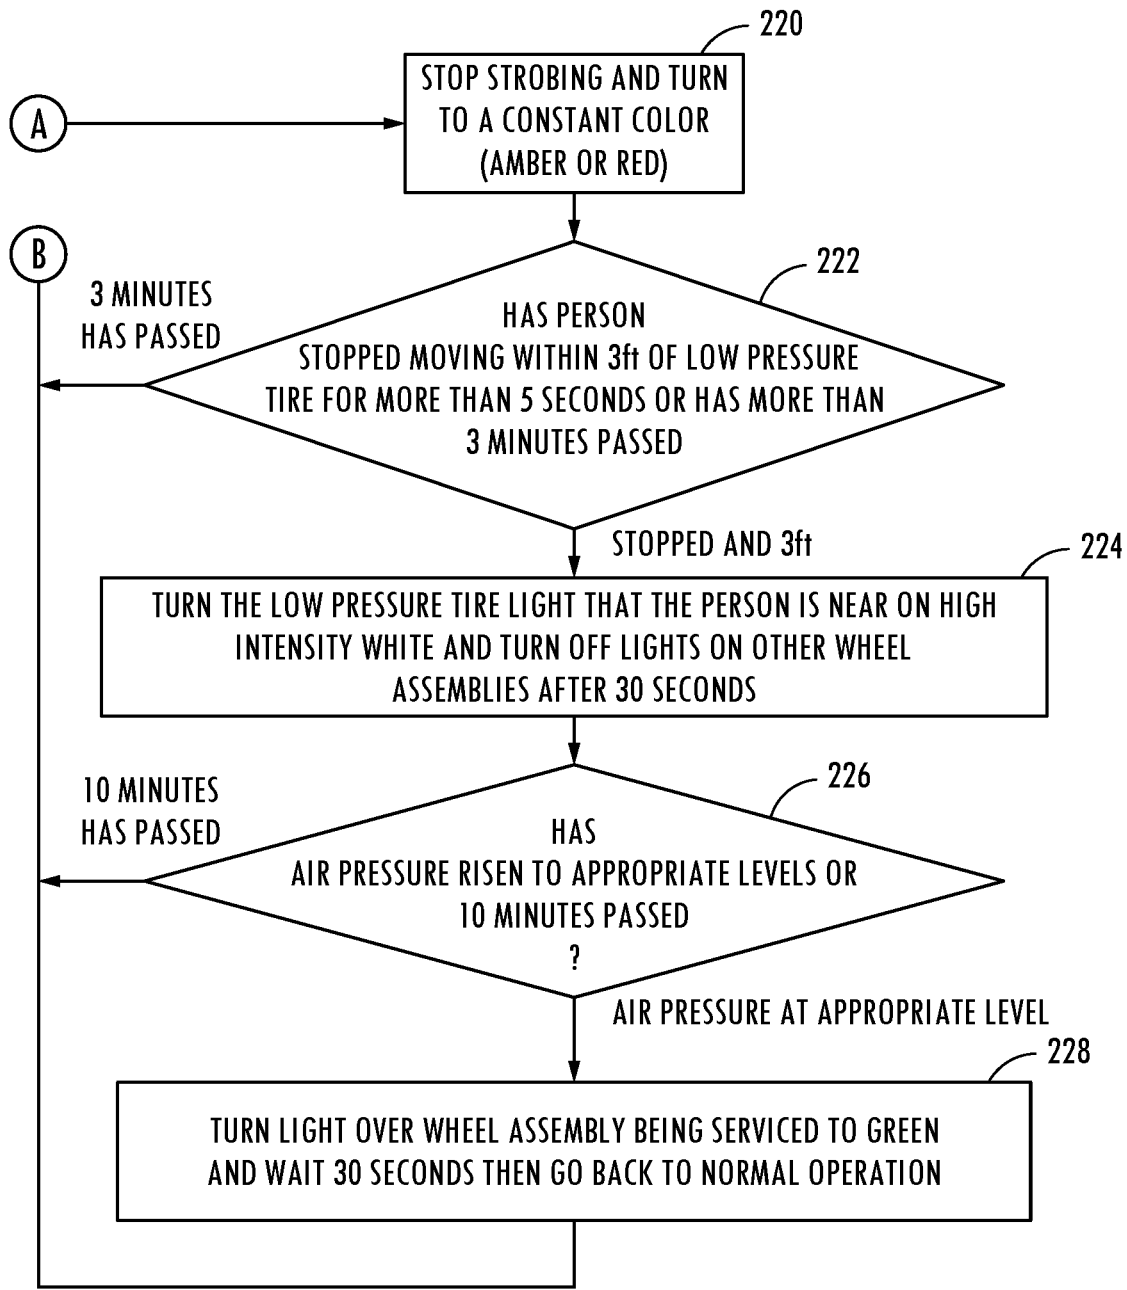 220
STOP STROBING AND TURN
TO A CONSTANT COLOR
(AMBER OR RED)
A
B
222
3 MINUTES
HAS PASSED
HAS PERSON
STOPPED MOVING WITHIN 3ft OF LOW PRESSURE
TIRE FOR MORE THAN 5 SECONDS OR HAS MORE THAN
3 MINUTES PASSED
STOPPED AND 3ft
224
TURN THE LOW PRESSURE TIRE LIGHT THAT THE PERSON IS NEAR ON HIGH
INTENSITY WHITE AND TURN OFF LIGHTS ON OTHER WHEEL
ASSEMBLIES AFTER 30 SECONDS
226
10 MINUTES
HAS PASSED
HAS
AIR PRESSURE RISEN TO APPROPRIATE LEVELS OR
10 MINUTES PASSED
?
AIR PRESSURE AT APPROPRIATE LEVEL
228
TURN LIGHT OVER WHEEL ASSEMBLY BEING SERVICED TO GREEN
AND WAIT 30 SECONDS THEN GO BACK TO NORMAL OPERATION